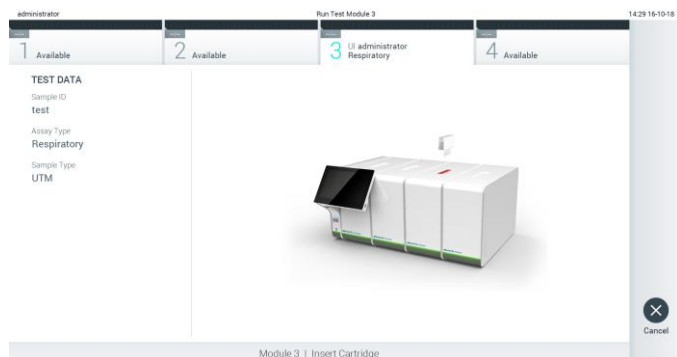 administrator
Run Test Module 3
14:29 16-10-18
1 Available
2 Available
3 UI administrator
Respiratory
4 Available
TEST DATA
Sample ID
test
Assay Type
Respiratory
Sample Type
UTM
Cancel
Module 3 | Insert Cartridge